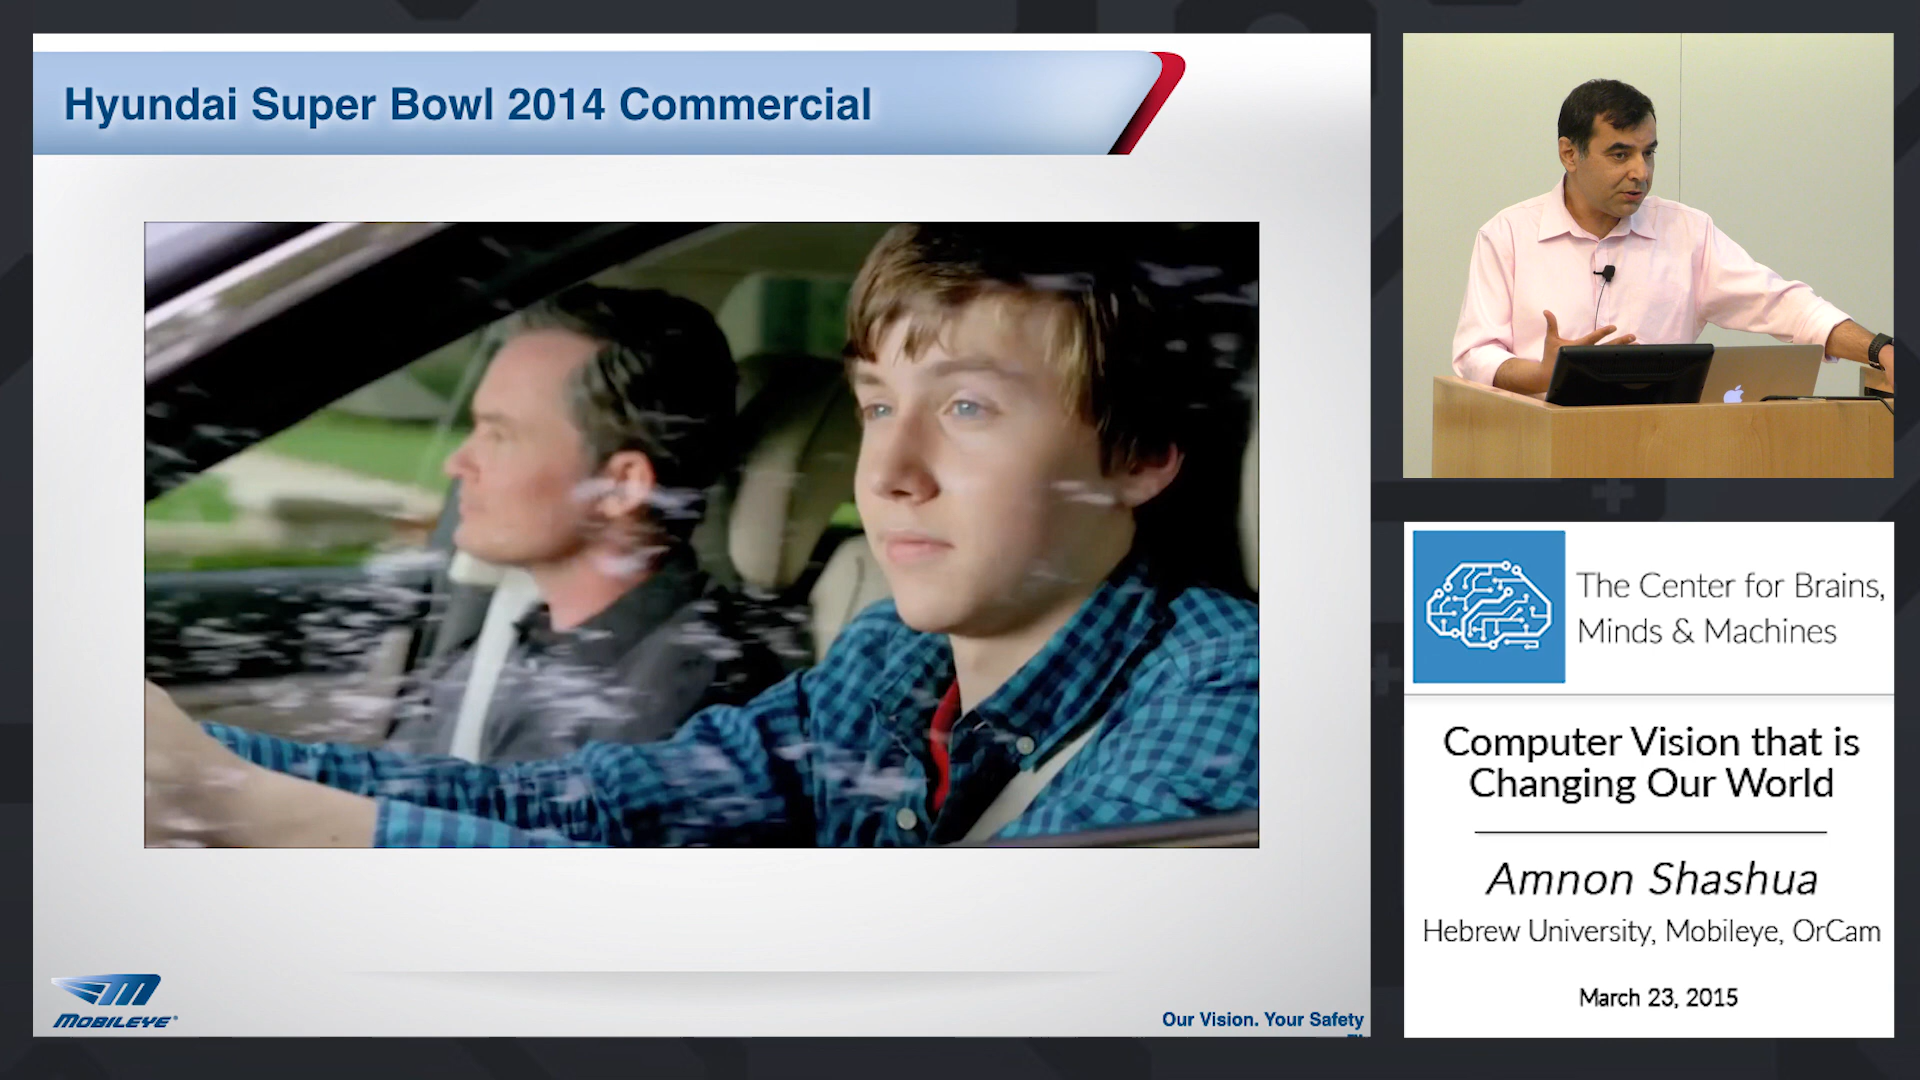 Hyundai Super Bowl 2014 Commercial
MOBILEYE
Our Vision. Your Safety
The Center for Brains,
Minds & Machines
Computer Vision that is
Changing Our World
Amnon Shashua
Hebrew University, Mobileye, OrCam
March 23, 2015